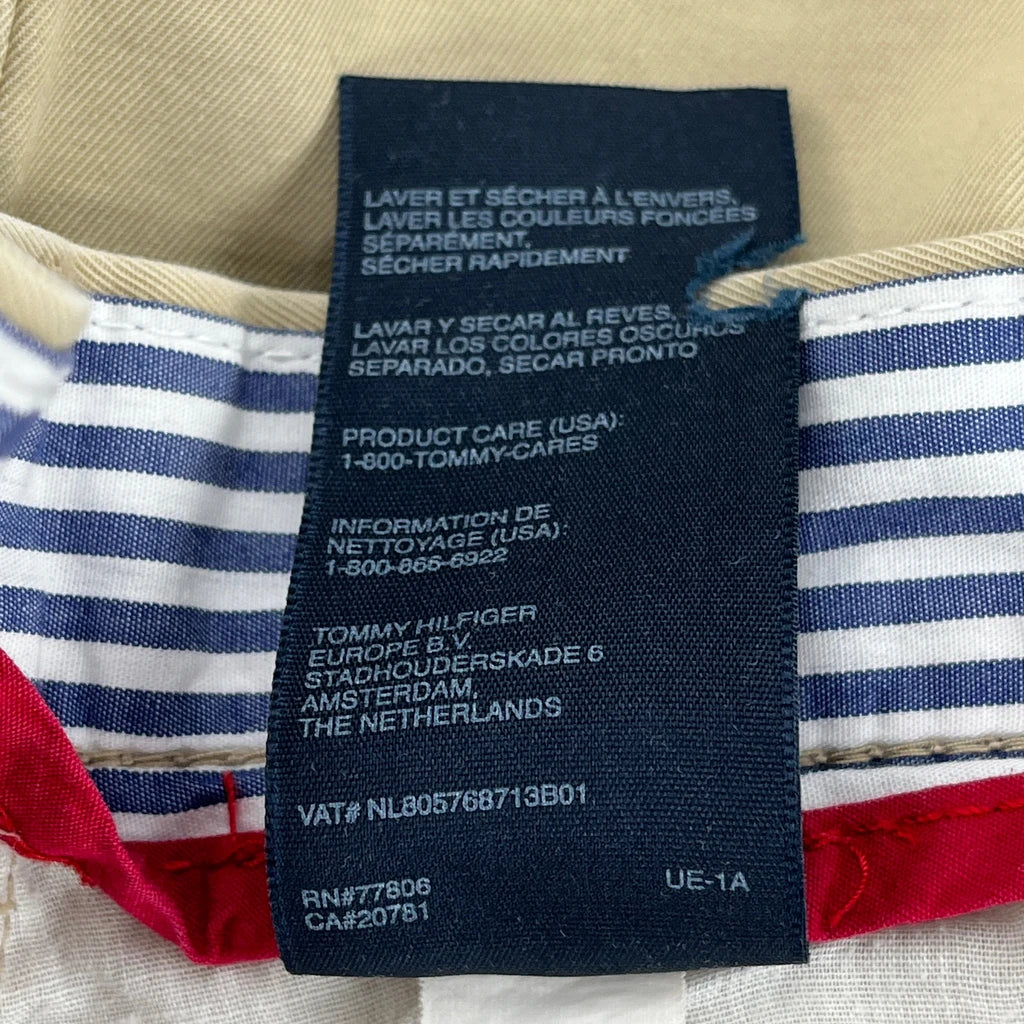 LAVER ET SÉCHER À L'ENVERS,
LAVER LES COULEURS FONCÉES
SÉPARÉMENT,
SÉCHER RAPIDEMENT
LAVAR Y SECAR AL REVES,
LAVAR LOS COLORES OSCUROS
SEPARADO, SECAR PRONTO
PRODUCT CARE (USA):
1-800-TOMMY-CARES
INFORMATION DE
NETTOYAGE (USA):
1-800-866-6922
TOMMY HILFIGER
EUROPE B.V.
STADHOUDERSKADE 6
AMSTERDAM,
THE NETHERLANDS
VAT# NL805768713B01
RN#77806
CA#20781
UE-1A